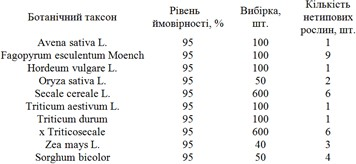 Ботанічний таксон Рівень ймовірності, % Вибірка, шт. Кількість нетипових рослин, шт.
Avena sativa L. 95 100 1
Fagopyrum esculentum Moench 95 100 9
Hordeum vulgare L. 95 100 1
Oryza sativa L. 95 50 2
Secale cereale L. 95 600 6
Triticum aestivum L. 95 100 1
Triticum durum 95 100 1
x Triticosecale 95 600 6
Zea mays L. 95 40 3
Sorghum bicolor 95 50 4